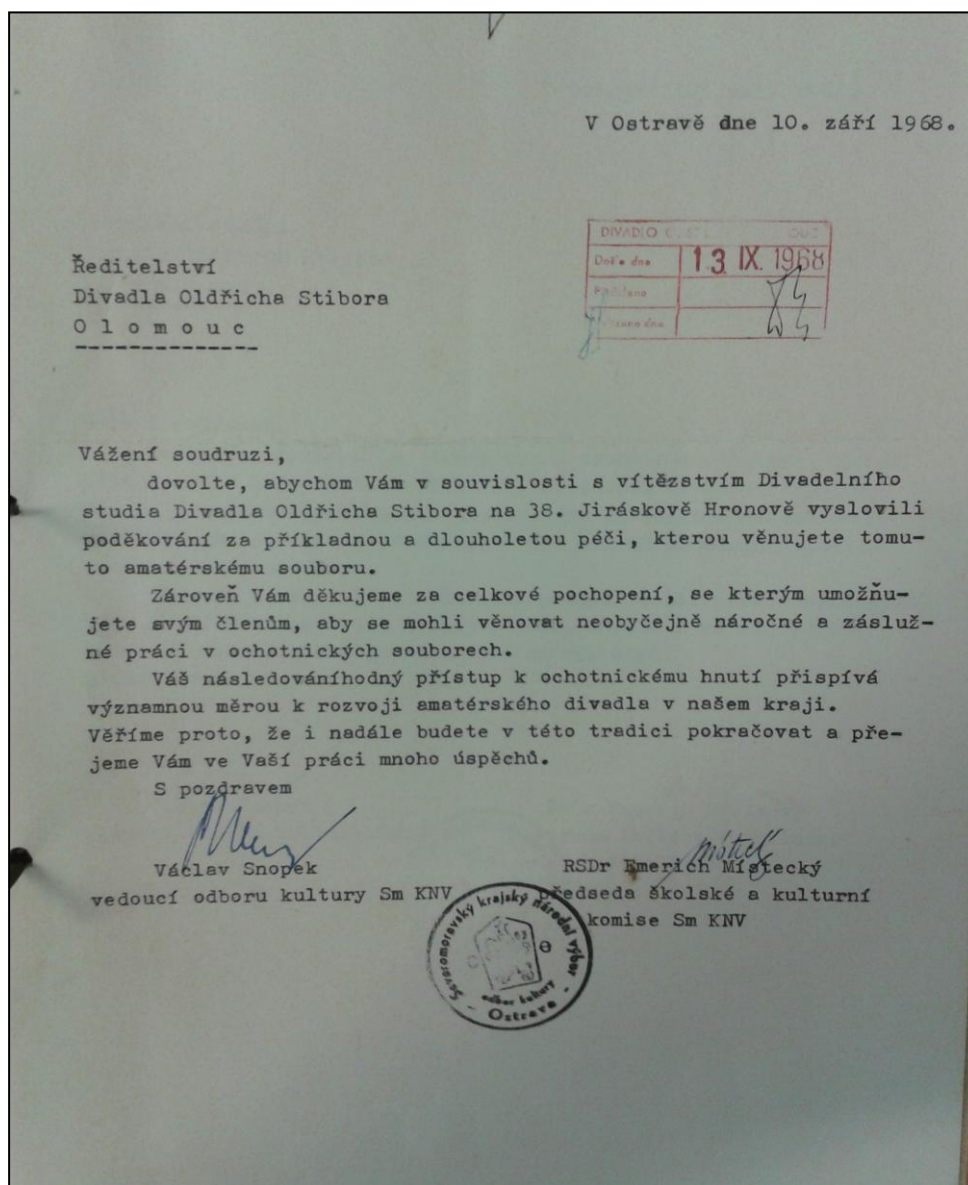 V Ostravě dne 10. září 1968.
DIVADLO
Došlo dne 13 IX. 1968
Ředitelství
Divadla Oldřicha Stibora
O l o m o u c
--------------
Vážení soudruzi,
dovolte, abychom Vám v souvislosti s vítězstvím Divadelního
studia Divadla Oldřicha Stibora na 38. Jiráskově Hronově vyslovili
poděkování za příkladnou a dlouholetou péči, kterou věnujete tomu-
to amatérskému souboru.
Zároveň Vám děkujeme za celkové pochopení, se kterým umožňu-
jete svým členům, aby se mohli věnovat neobyčejně náročné a zásluž-
né práci v ochotnických souborech.
Váš následováníhodný přístup k ochotnickému hnutí přispívá
významnou měrou k rozvoji amatérského divadla v našem kraji.
Věříme proto, že i nadále budete v této tradici pokračovat a pře-
jeme Vám ve Vaší práci mnoho úspěchů.
S pozdravem
Václav Snopek
vedoucí odboru kultury Sm KNV
RSDr Emerich Místecký
předseda školské a kulturní
komise Sm KNV
Severomoravský krajský národní výbor
odbor kultury
- Ostrava -